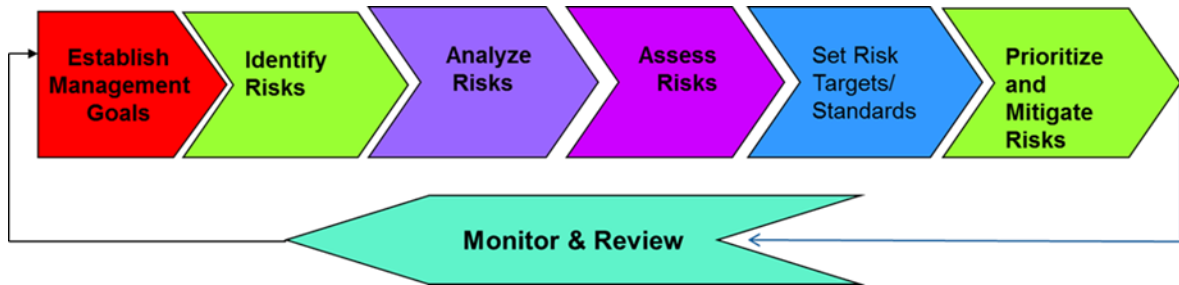 Establish
Management
Goals
Identify
Risks
Analyze
Risks
Assess
Risks
Set Risk
Targets/
Standards
Prioritize
and
Mitigate
Risks
Monitor & Review